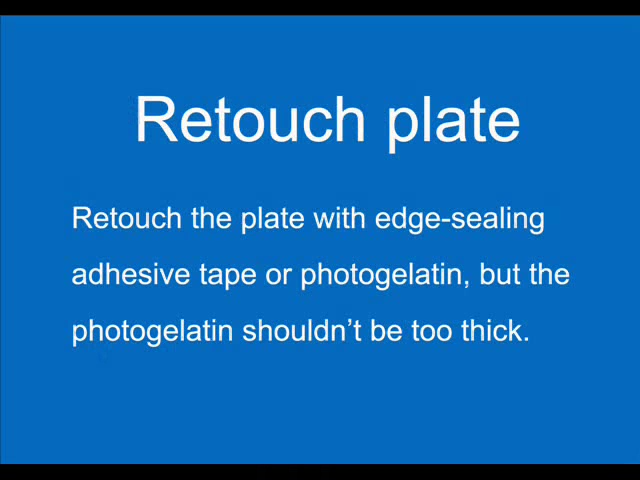 Retouch plate
Retouch the plate with edge-sealing
adhesive tape or photogelatin, but the
photogelatin shouldn’t be too thick.